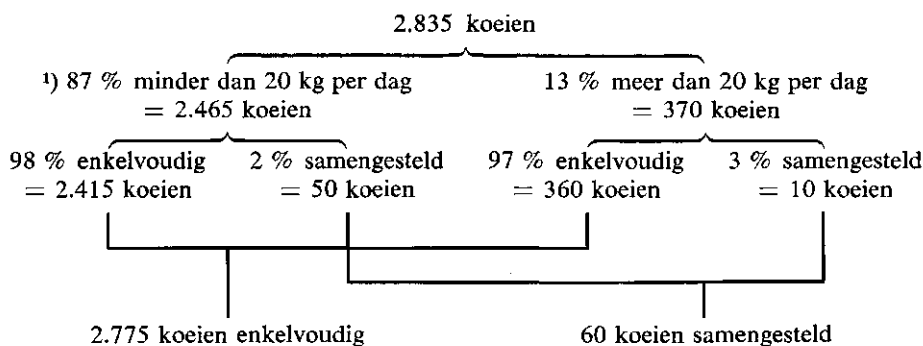 2.835 koeien
¹) 87 % minder dan 20 kg per dag 13 % meer dan 20 kg per dag
= 2.465 koeien = 370 koeien
98 % enkelvoudig 2 % samengesteld 97 % enkelvoudig 3 % samengesteld
= 2.415 koeien = 50 koeien = 360 koeien = 10 koeien
2.775 koeien enkelvoudig 60 koeien samengesteld